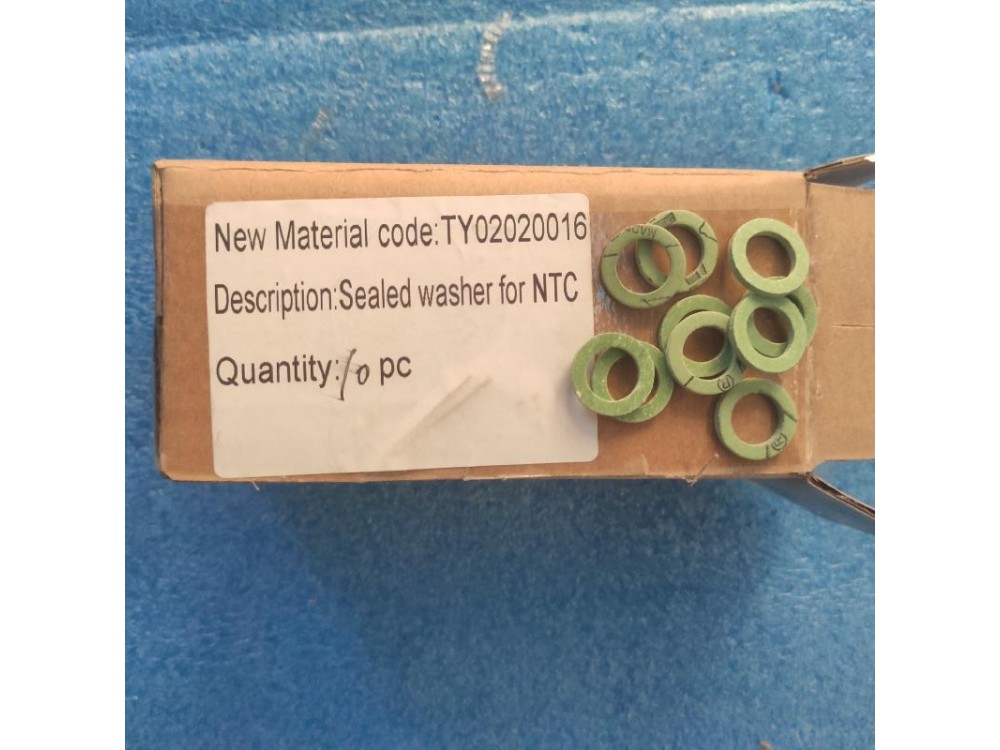 New Material code:TY02020016
Description:Sealed washer for NTC
Quantity:10 pc
(R)